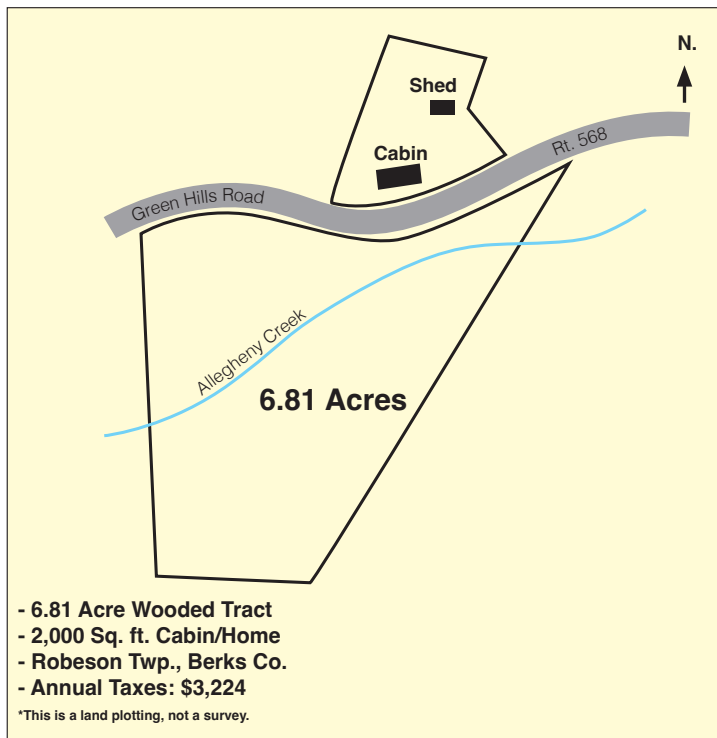 N.
Shed
Cabin
Rt. 568
Green Hills Road
Allegheny Creek
6.81 Acres
- 6.81 Acre Wooded Tract
- 2,000 Sq. ft. Cabin/Home
- Robeson Twp., Berks Co.
- Annual Taxes: $3,224
*This is a land plotting, not a survey.